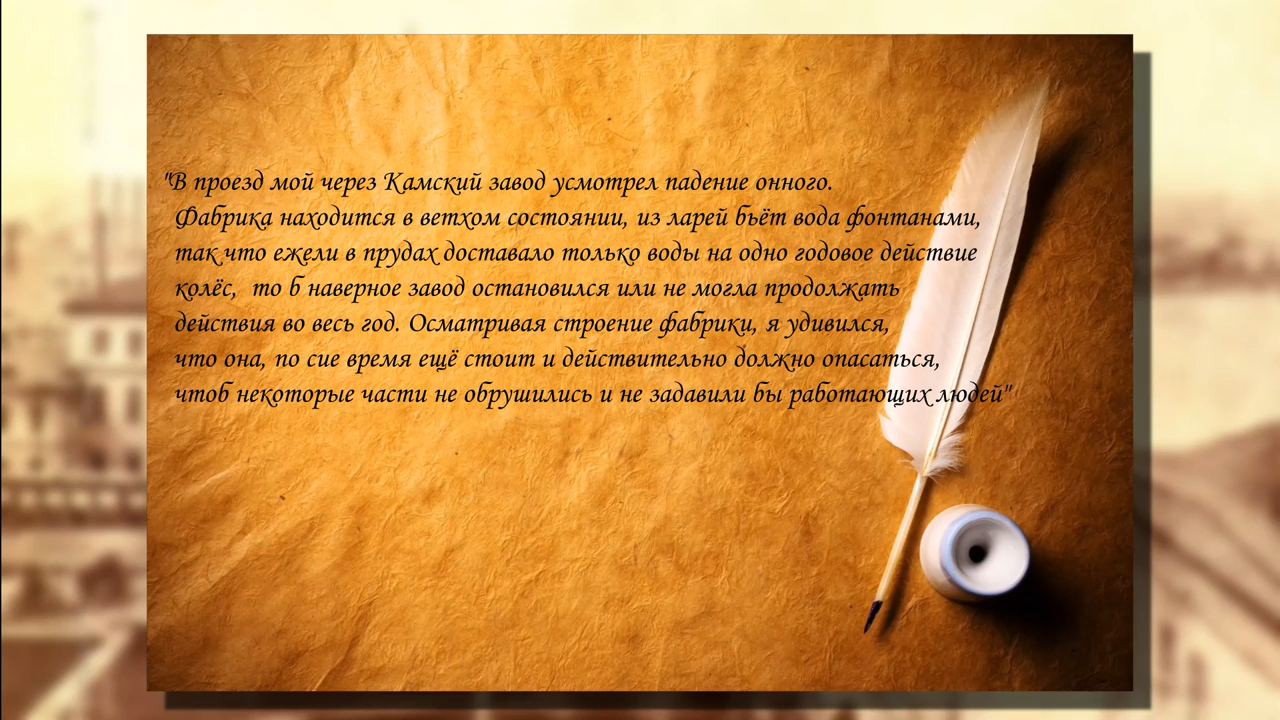 "В проезд мой через Камский завод усмотрел падение онного.
Фабрика находится в ветхом состоянии, из ларей бьёт вода фонтанами,
так что ежели в прудах доставало только воды на одно годовое действие
колёс, то б наверное завод остановился или не могла продолжать
действия во весь год. Осматривая строение фабрики, я удивился,
что она, по сие время ещё стоит и действительно должно опасаться,
чтоб некоторые части не обрушились и не задавили бы работающих людей"